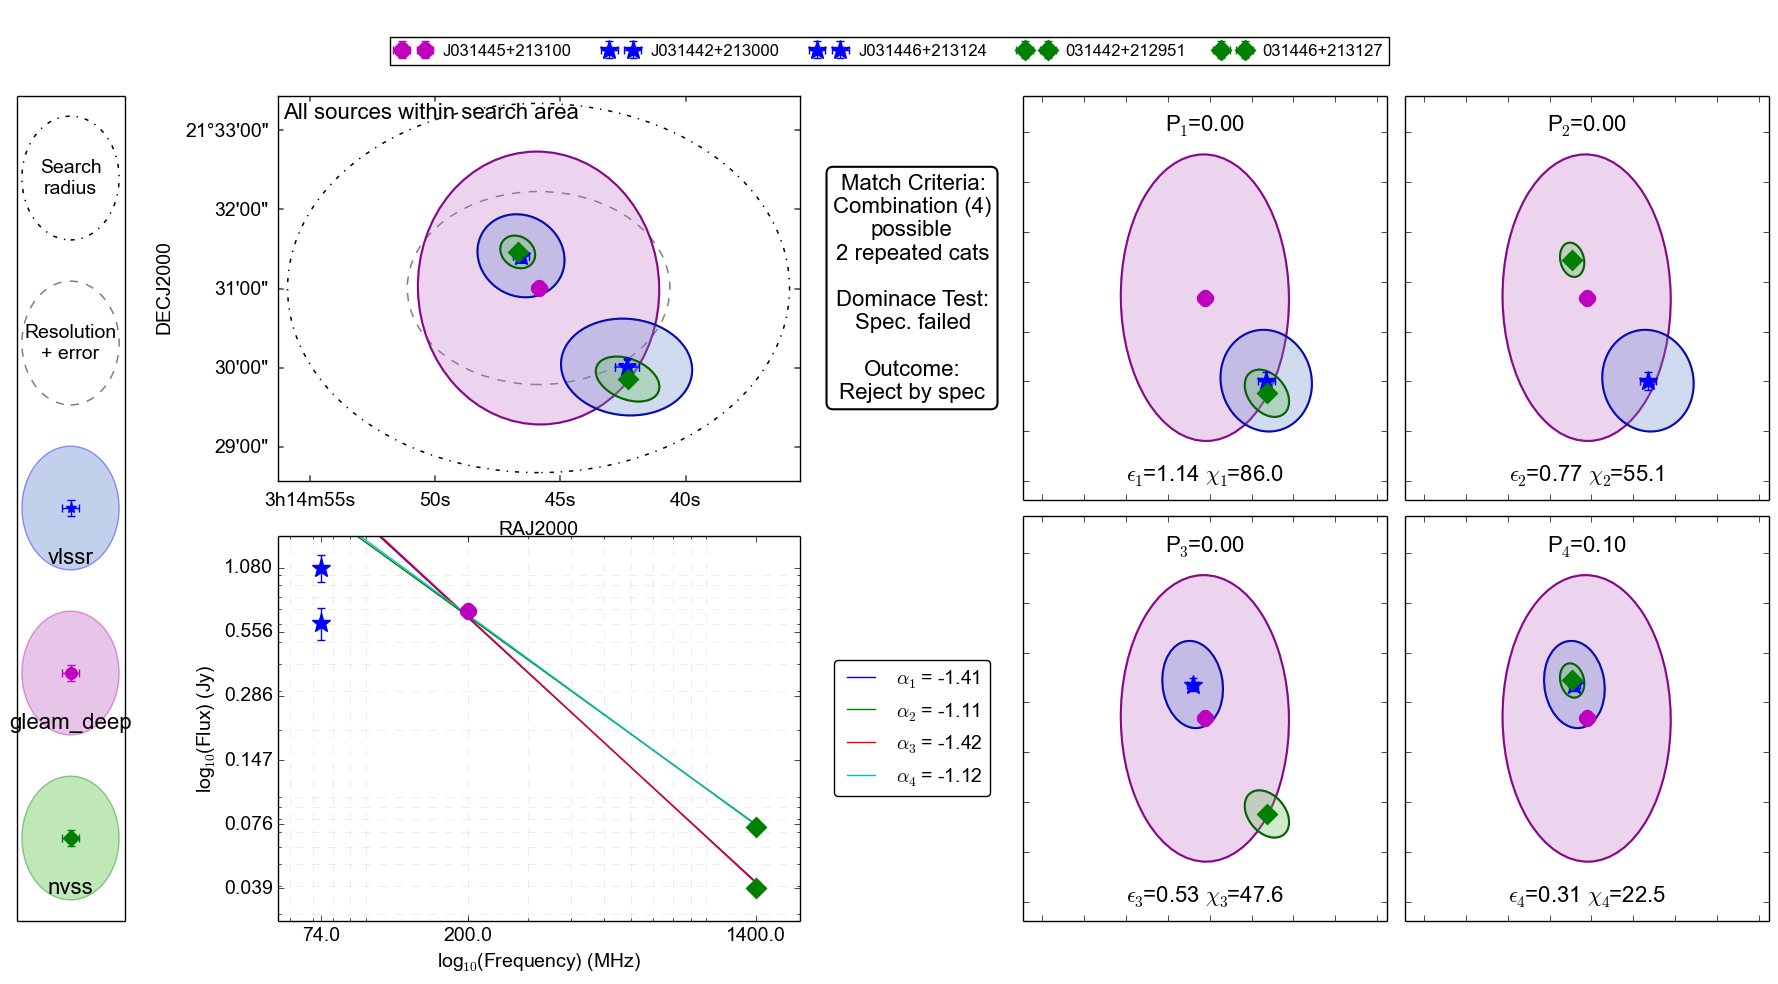 J031445+213100 J031442+213000 J031446+213124 031442+212951 031446+213127
Search
radius
Resolution
+ error
vlssr
gleam_deep
nvss
All sources within search area
21°33'00"
32'00"
31'00"
30'00"
29'00"
DECJ2000
3h14m55s 50s 45s 40s
RAJ2000
Match Criteria:
Combination (4)
possible
2 repeated cats
Dominace Test:
Spec. failed
Outcome:
Reject by spec
P1=0.00
ϵ1=1.14 χ1=86.0
P2=0.00
ϵ2=0.77 χ2=55.1
1.080
0.556
0.286
0.147
0.076
0.039
log10(Flux) (Jy)
74.0 200.0 1400.0
log10(Frequency) (MHz)
α1 = -1.41
α2 = -1.11
α3 = -1.42
α4 = -1.12
P3=0.00
ϵ3=0.53 χ3=47.6
P4=0.10
ϵ4=0.31 χ4=22.5